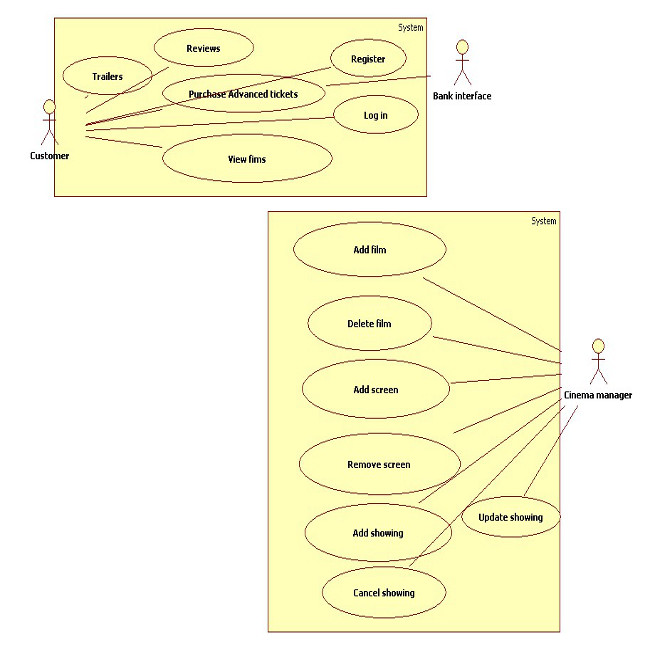 System
Reviews
Register
Trailers
Purchase Advanced tickets
Bank interface
Log in
Customer
View fims
System
Add film
Delete film
Add screen
Cinema manager
Remove screen
Update showing
Add showing
Cancel showing